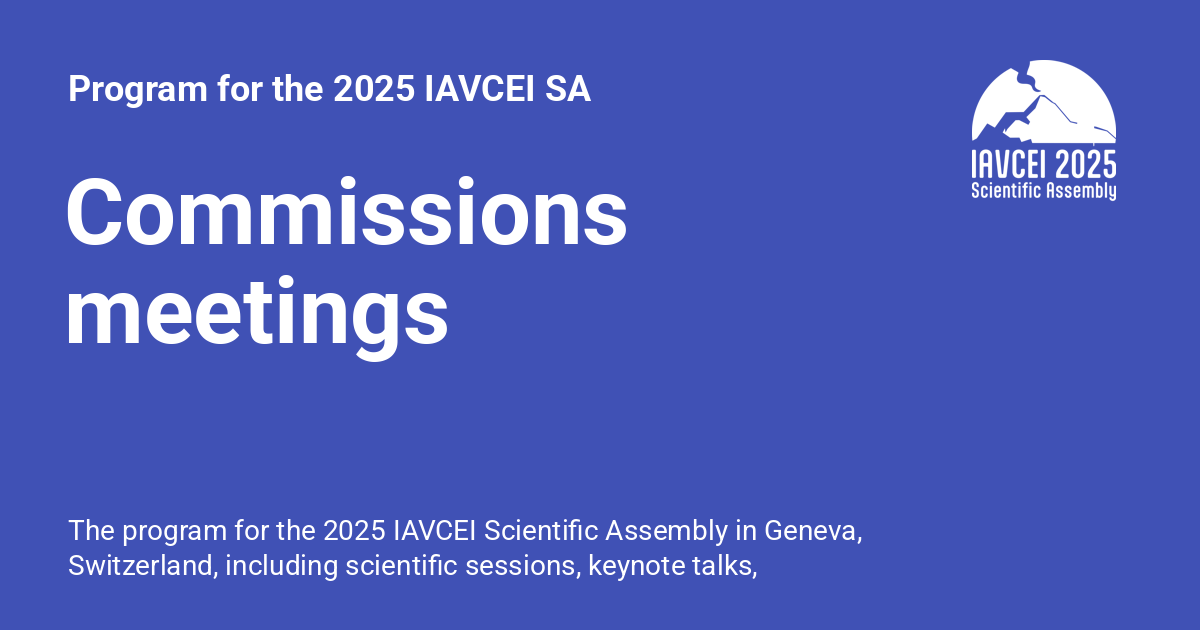 Program for the 2025 IAVCEI SA
IAVCEI 2025
Scientific Assembly
Commissions
meetings
The program for the 2025 IAVCEI Scientific Assembly in Geneva,
Switzerland, including scientific sessions, keynote talks,